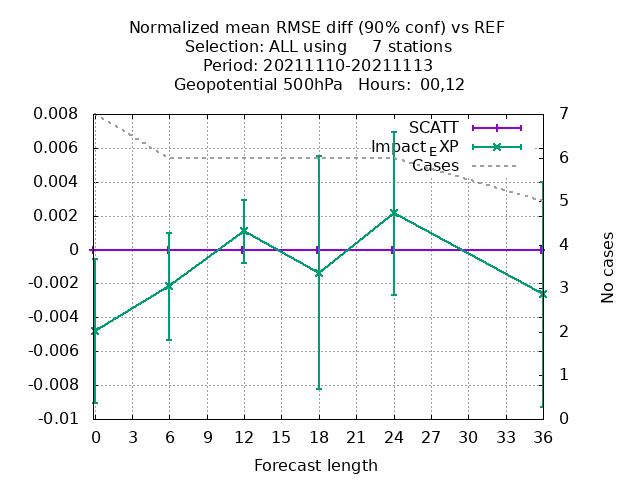 Normalized mean RMSE diff (90% conf) vs REF
Selection: ALL using     7 stations
Period: 20211110-20211113
Geopotential 500hPa   Hours: 00,12
SCATT
Impact_EXP
Cases
0.008
0.006
0.004
0.002
0
-0.002
-0.004
-0.006
-0.008
-0.01
7
6
5
4
3
2
1
0
No cases
0 3 6 9 12 15 18 21 24 27 30 33 36
Forecast length